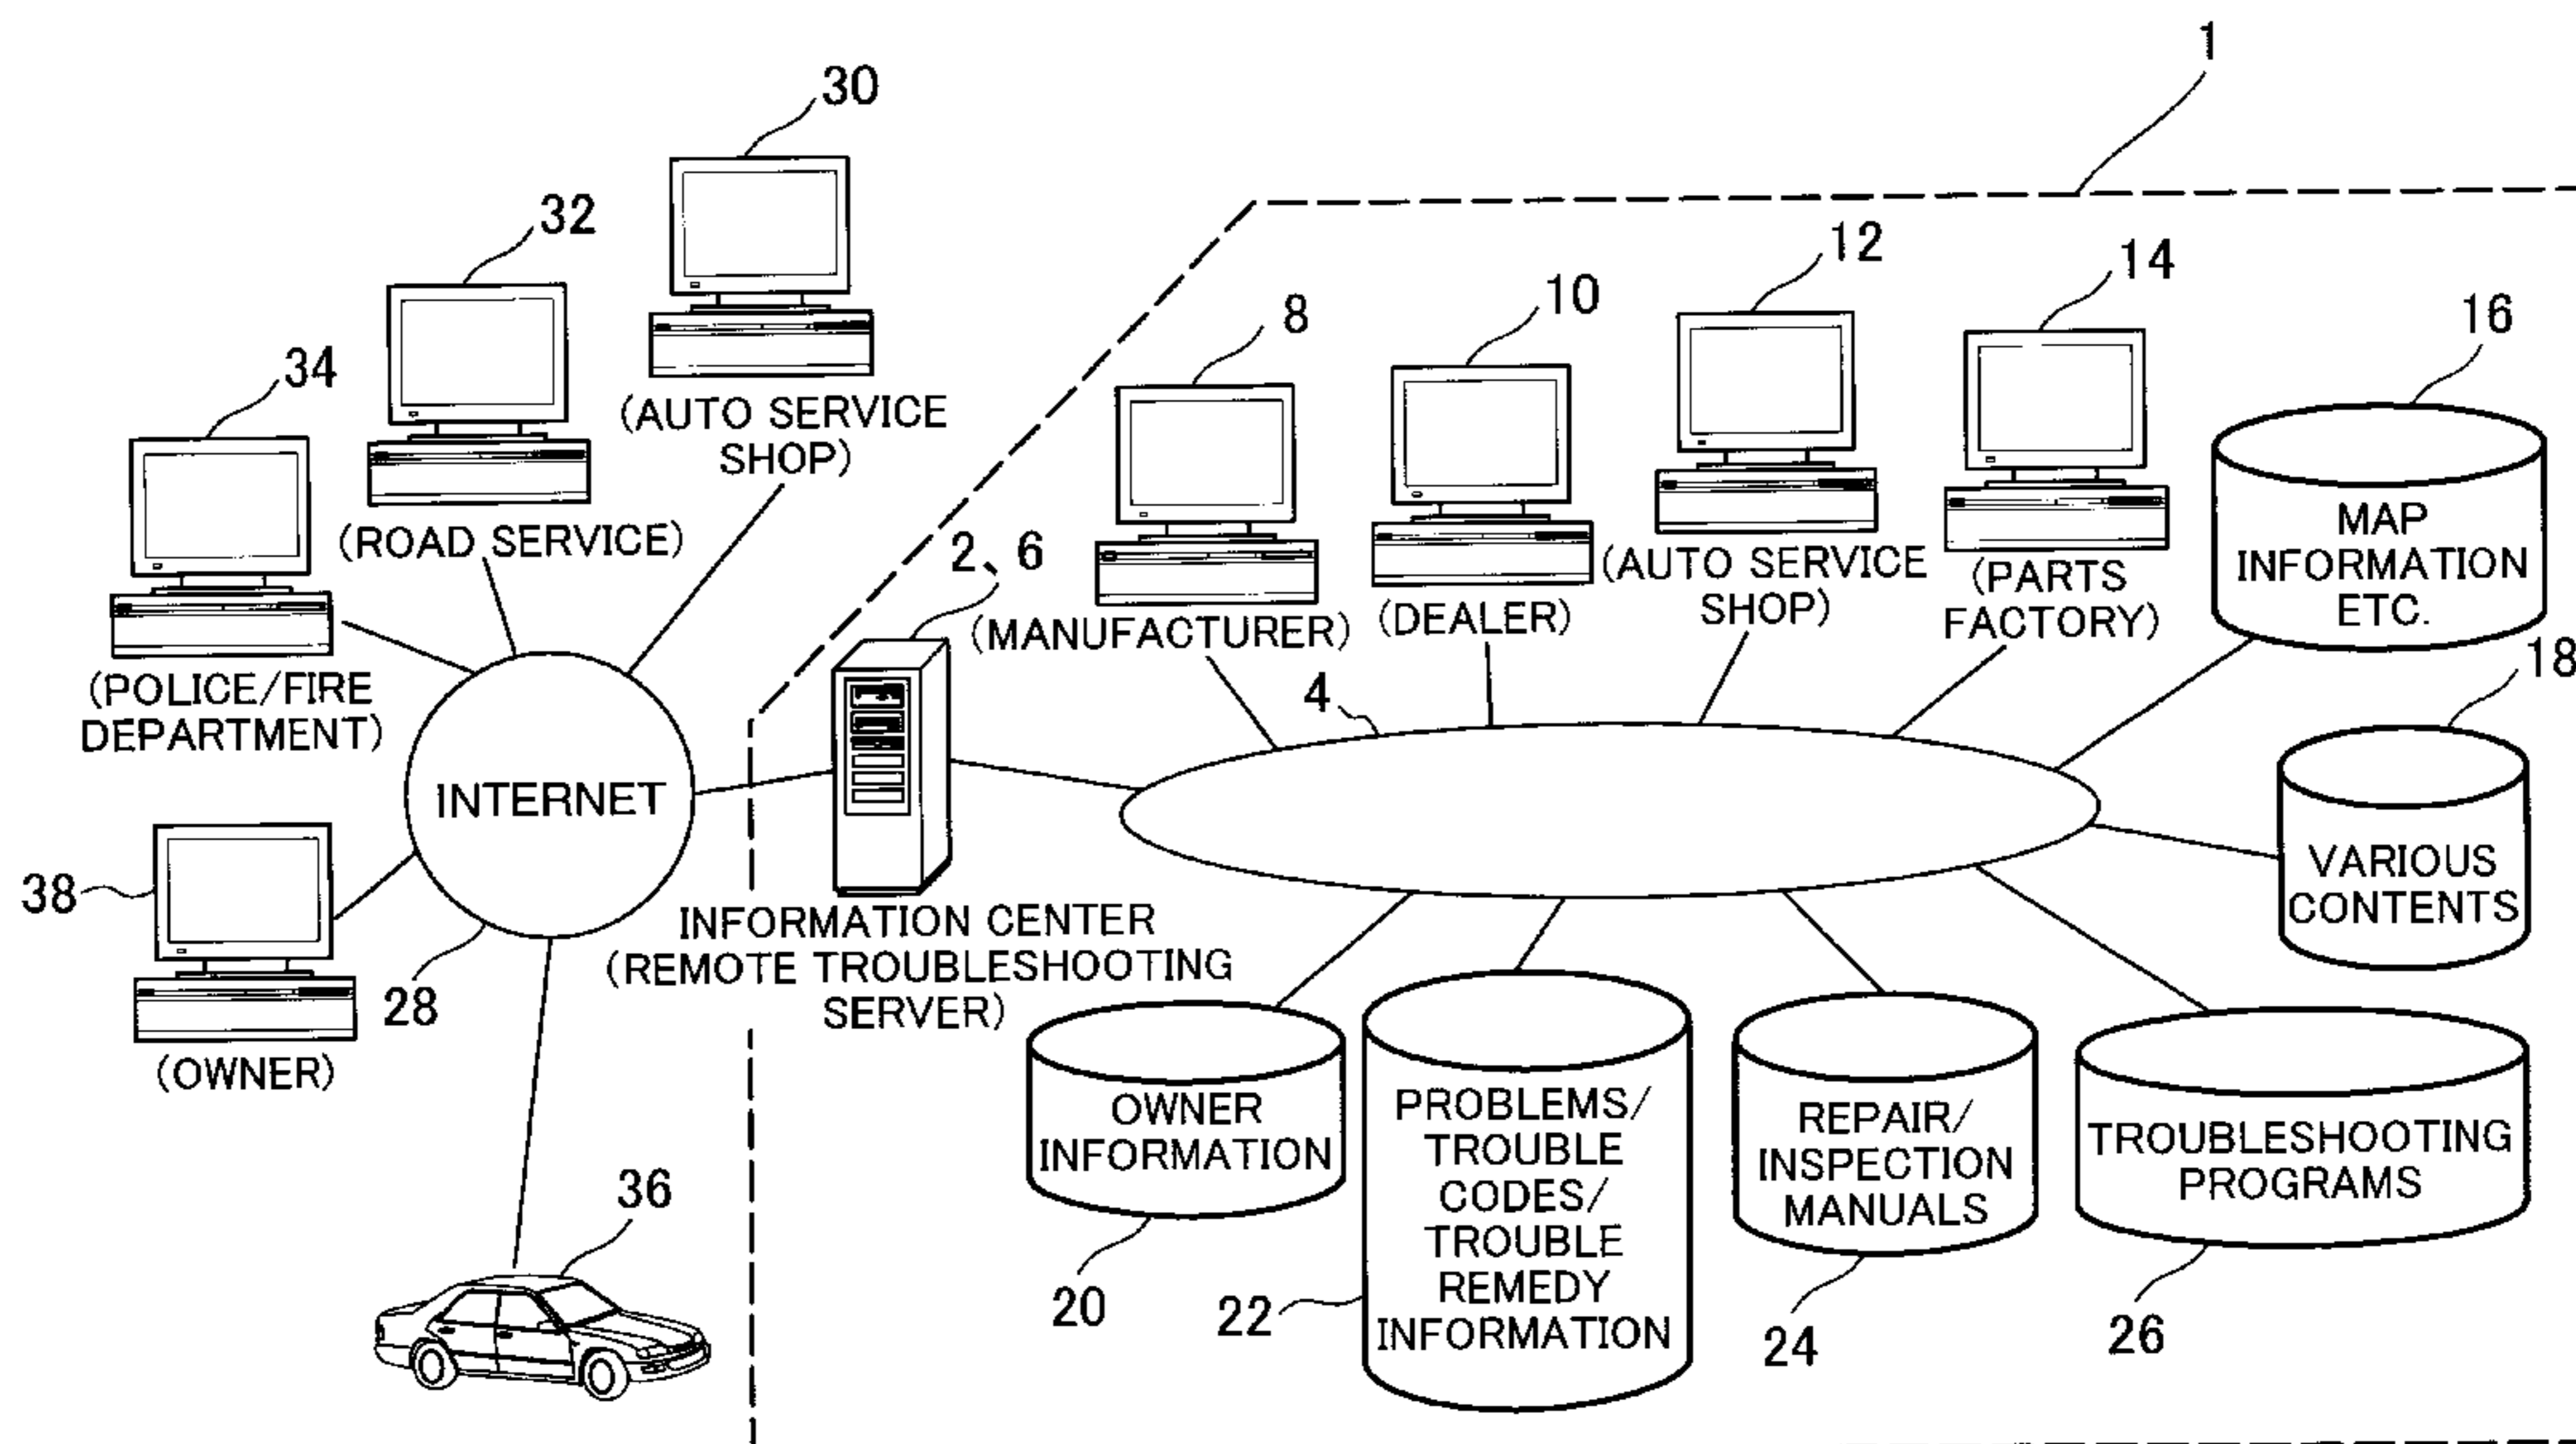 1
30
(AUTO SERVICE
SHOP)
32
(ROAD SERVICE)
34
(POLICE/FIRE
DEPARTMENT)
38
(OWNER)
INTERNET
28
36
2、6
INFORMATION CENTER
(REMOTE TROUBLESHOOTING
SERVER)
8
(MANUFACTURER)
10
(DEALER)
12
(AUTO SERVICE
SHOP)
14
(PARTS
FACTORY)
16
MAP
INFORMATION
ETC.
4
18
VARIOUS
CONTENTS
OWNER
INFORMATION
20
PROBLEMS/
TROUBLE
CODES/
TROUBLE
REMEDY
INFORMATION
22
REPAIR/
INSPECTION
MANUALS
24
TROUBLESHOOTING
PROGRAMS
26